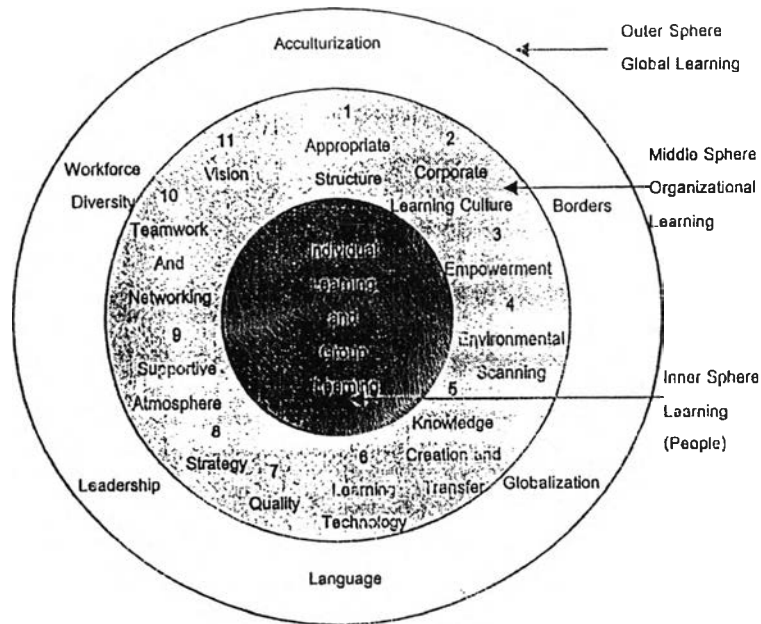 Acculturization
Outer Sphere
Global Learning
1
Appropriate
Structure
2
Corporate
Learning Culture
3
Empowerment
4
Environmental
Scanning
5
Knowledge
Creation and
Transfer
6
Learning
Technology
7
Quality
8
Strategy
9
Supportive
Atmosphere
10
Teamwork
And
Networking
11
Vision
Workforce
Diversity
Middle Sphere
Organizational
Learning
Borders
Individual
Learning
and
Group
Learning
Inner Sphere
Learning
(People)
Leadership
Globalization
Language